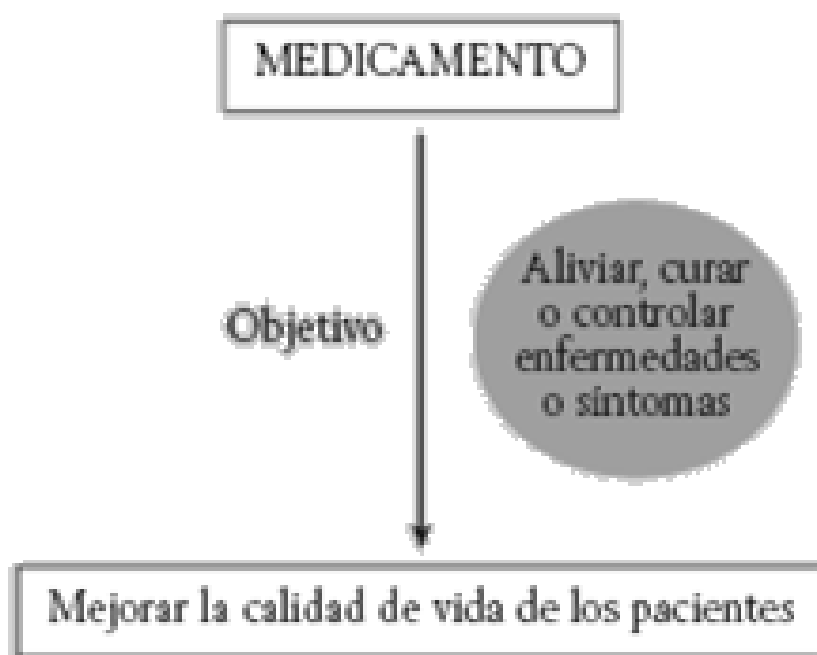 MEDICAMENTO
Objetivo
Aliviar, curar
o controlar
enfermedades
o síntomas
Mejorar la calidad de vida de los pacientes